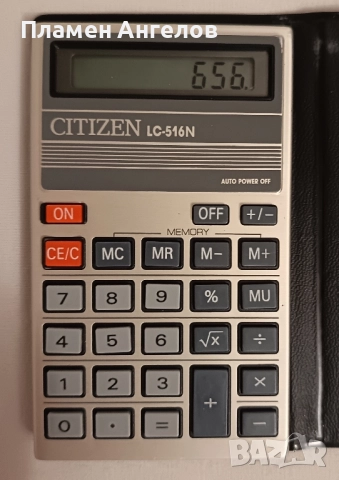 Пламен Ангелов
656.
CITIZEN LC-516N
AUTO POWER OFF
ON OFF +/−
MEMORY
CE/C MC MR M− M+
7 8 9 % MU
4 5 6 √x ÷
1 2 3 + ×
0 · = −
BAZAR